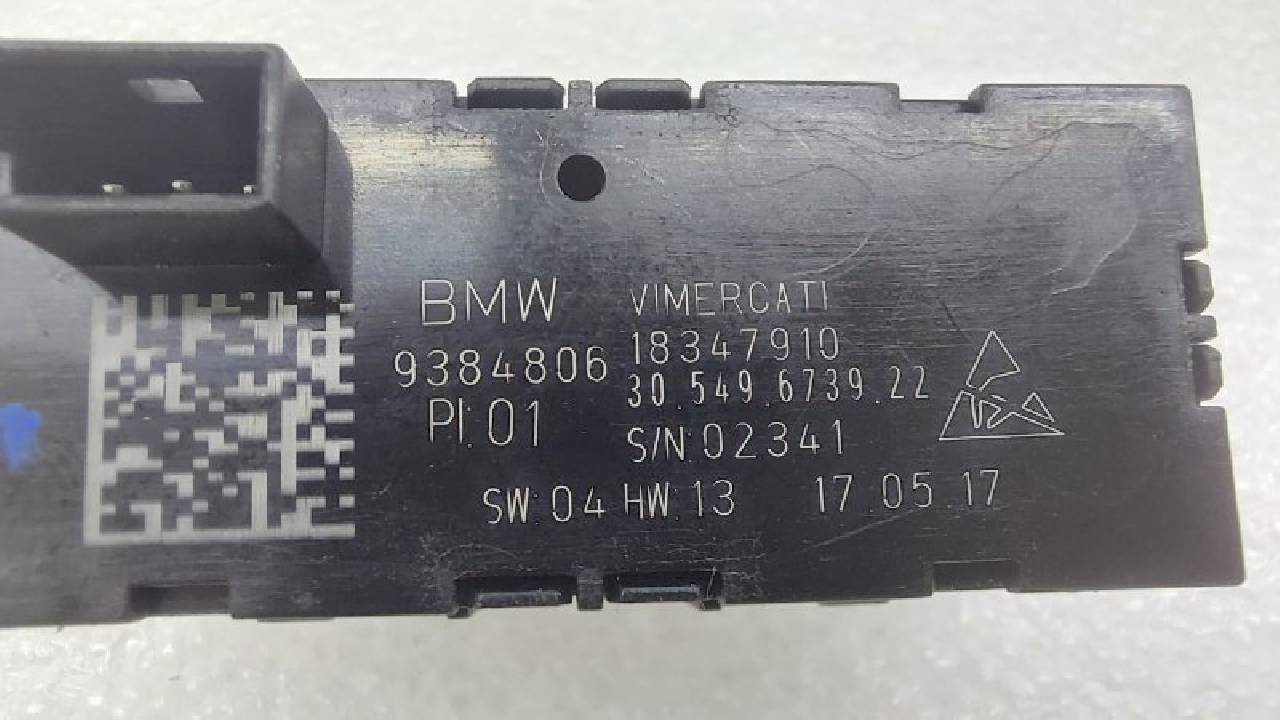 BMW VIMERCATI
9384806 18347910
30.549.6739.22
PI:01 S/N:02341
SW:04 HW:13 17.05.17